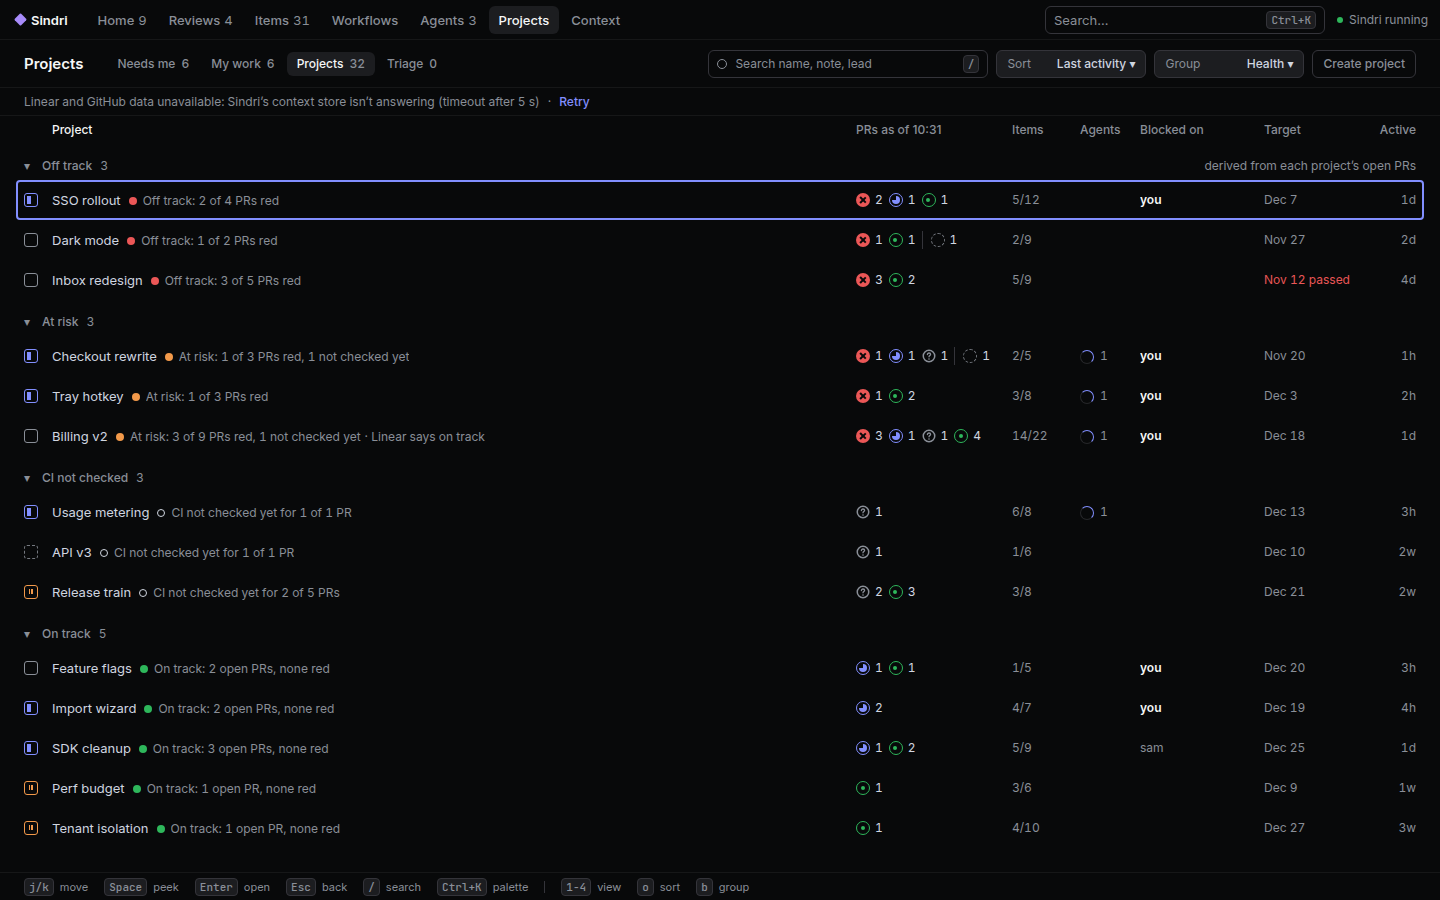 Sindri Home 9 Reviews 4 Items 31 Workflows Agents 3 Projects Context Search... Ctrl+K Sindri running
Projects Needs me 6 My work 6 Projects 32 Triage 0 Search name, note, lead / Sort Last activity ▾ Group Health ▾ Create project
Linear and GitHub data unavailable: Sindri's context store isn't answering (timeout after 5 s) · Retry
Project PRs as of 10:31 Items Agents Blocked on Target Active
▾ Off track 3 derived from each project's open PRs
SSO rollout Off track: 2 of 4 PRs red 2 1 1 5/12 you Dec 7 1d
Dark mode Off track: 1 of 2 PRs red 1 1 1 2/9 Nov 27 2d
Inbox redesign Off track: 3 of 5 PRs red 3 2 5/9 Nov 12 passed 4d
▾ At risk 3
Checkout rewrite At risk: 1 of 3 PRs red, 1 not checked yet 1 1 ? 1 1 2/5 1 you Nov 20 1h
Tray hotkey At risk: 1 of 3 PRs red 1 2 3/8 1 you Dec 3 2h
Billing v2 At risk: 3 of 9 PRs red, 1 not checked yet · Linear says on track 3 1 ? 1 4 14/22 1 you Dec 18 1d
▾ CI not checked 3
Usage metering CI not checked yet for 1 of 1 PR ? 1 6/8 1 Dec 13 3h
API v3 CI not checked yet for 1 of 1 PR ? 1 1/6 Dec 10 2w
Release train CI not checked yet for 2 of 5 PRs ? 2 3 3/8 Dec 21 2w
▾ On track 5
Feature flags On track: 2 open PRs, none red 1 1 1/5 you Dec 20 3h
Import wizard On track: 2 open PRs, none red 2 4/7 you Dec 19 4h
SDK cleanup On track: 3 open PRs, none red 1 2 5/9 sam Dec 25 1d
Perf budget On track: 1 open PR, none red 1 3/6 Dec 9 1w
Tenant isolation On track: 1 open PR, none red 1 4/10 Dec 27 3w
j/k move Space peek Enter open Esc back / search Ctrl+K palette 1-4 view o sort b group